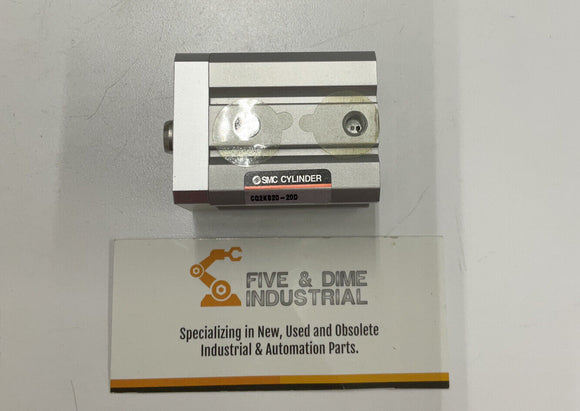 SMC CYLINDER
CQ2KB20-20D
FIVE & DIME
INDUSTRIAL
Specializing in New, Used and Obsolete
Industrial & Automation Parts.